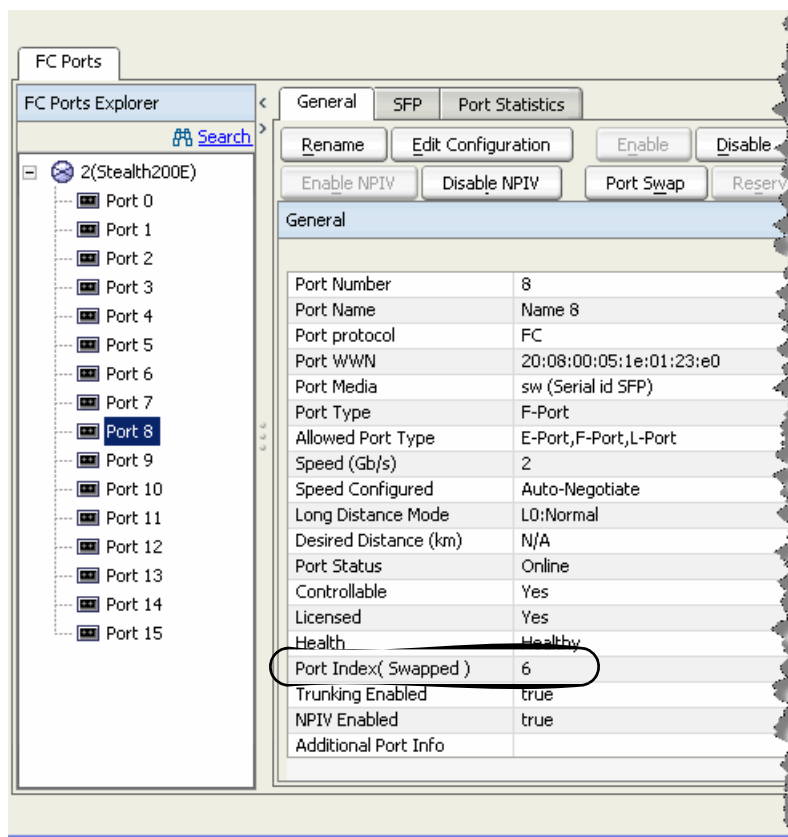 FC Ports
FC Ports Explorer
Search
2(Stealth200E)
Port 0
Port 1
Port 2
Port 3
Port 4
Port 5
Port 6
Port 7
Port 8
Port 9
Port 10
Port 11
Port 12
Port 13
Port 14
Port 15
General SFP Port Statistics
Rename Edit Configuration Enable Disable
Enable NPIV Disable NPIV Port Swap Reserv
General
Port Number 8
Port Name Name 8
Port protocol FC
Port WWN 20:08:00:05:1e:01:23:e0
Port Media sw (Serial id SFP)
Port Type F-Port
Allowed Port Type E-Port,F-Port,L-Port
Speed (Gb/s) 2
Speed Configured Auto-Negotiate
Long Distance Mode L0:Normal
Desired Distance (km) N/A
Port Status Online
Controllable Yes
Licensed Yes
Health Healthy
Port Index( Swapped ) 6
Trunking Enabled true
NPIV Enabled true
Additional Port Info